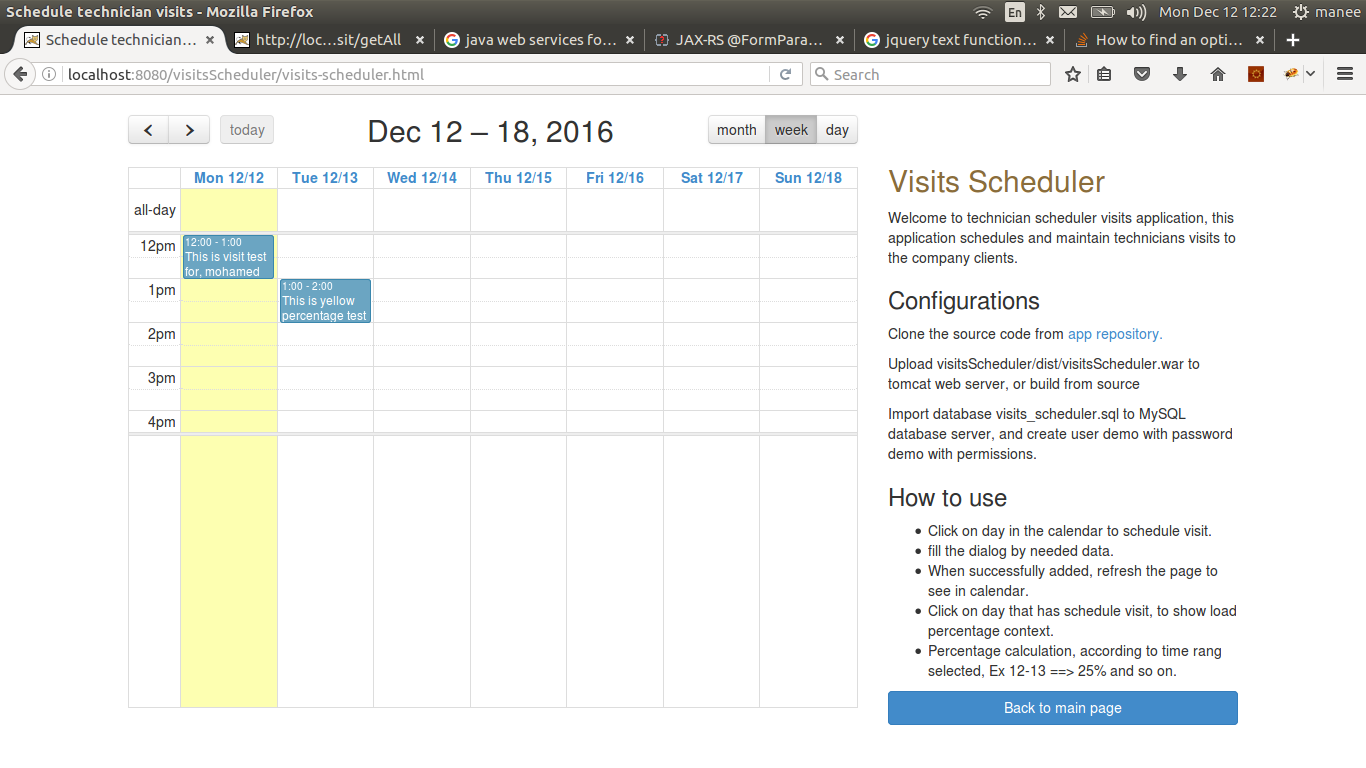 Schedule technician visits - Mozilla Firefox
En
Mon Dec 12 12:22
manee
Schedule technician... ×
http://loc...sit/getAll ×
java web services fo... ×
JAX-RS @FormPara... ×
jquery text function... ×
How to find an opti... ×
localhost:8080/visitsScheduler/visits-scheduler.html
Search
today
Dec 12 – 18, 2016
month week day
Mon 12/12 Tue 12/13 Wed 12/14 Thu 12/15 Fri 12/16 Sat 12/17 Sun 12/18
all-day
12pm
12:00 - 1:00
This is visit test
for, mohamed
1pm
1:00 - 2:00
This is yellow
percentage test
2pm
3pm
4pm
Visits Scheduler
Welcome to technician scheduler visits application, this
application schedules and maintain technicians visits to
the company clients.
Configurations
Clone the source code from app repository.
Upload visitsScheduler/dist/visitsScheduler.war to
tomcat web server, or build from source
Import database visits_scheduler.sql to MySQL
database server, and create user demo with password
demo with permissions.
How to use
• Click on day in the calendar to schedule visit.
• fill the dialog by needed data.
• When successfully added, refresh the page to
see in calendar.
• Click on day that has schedule visit, to show load
percentage context.
• Percentage calculation, according to time rang
selected, Ex 12-13 ==> 25% and so on.
Back to main page